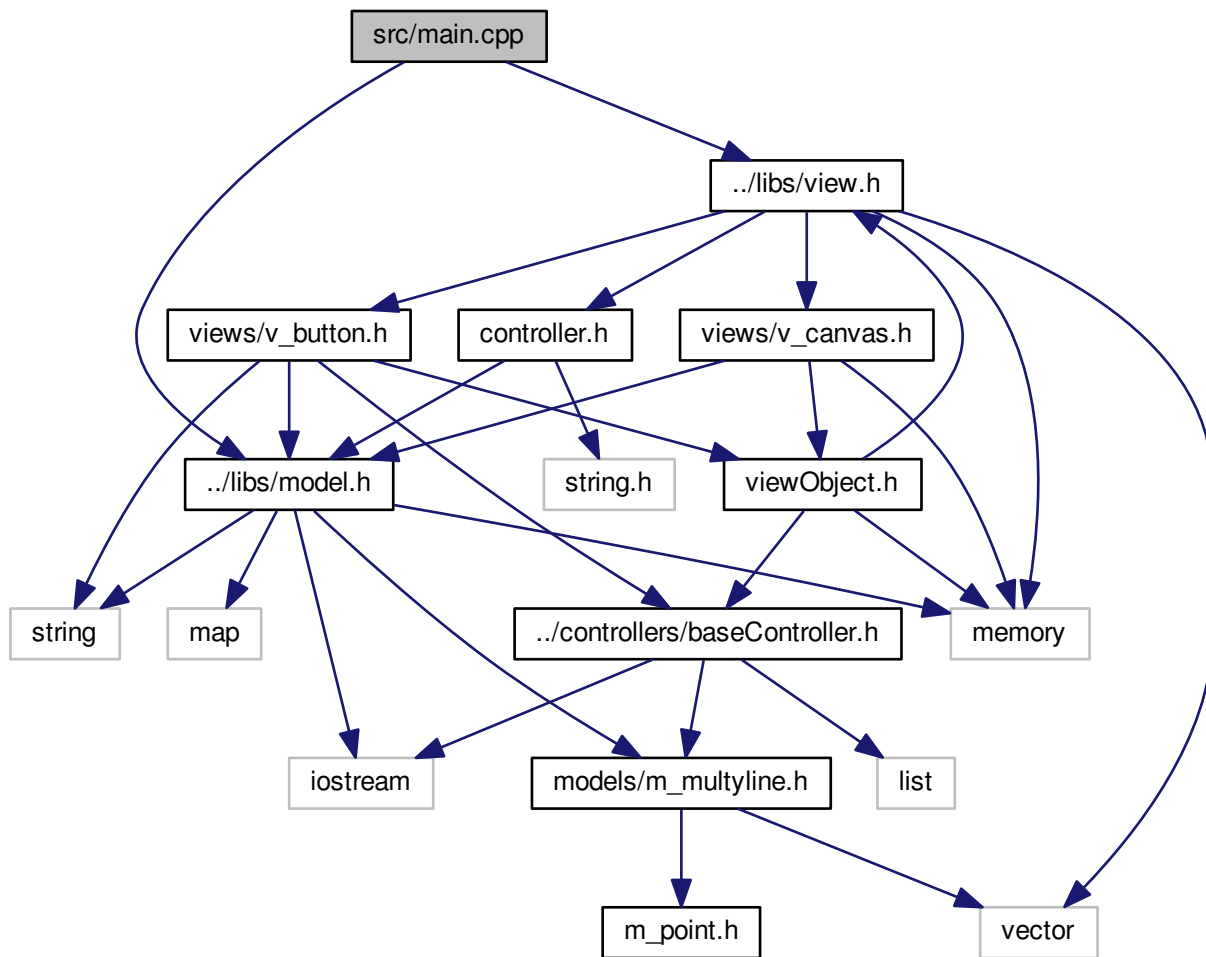 src/main.cpp
../libs/view.h
views/v_button.h
controller.h
views/v_canvas.h
../libs/model.h
string.h
viewObject.h
string
map
../controllers/baseController.h
memory
iostream
models/m_multyline.h
list
m_point.h
vector